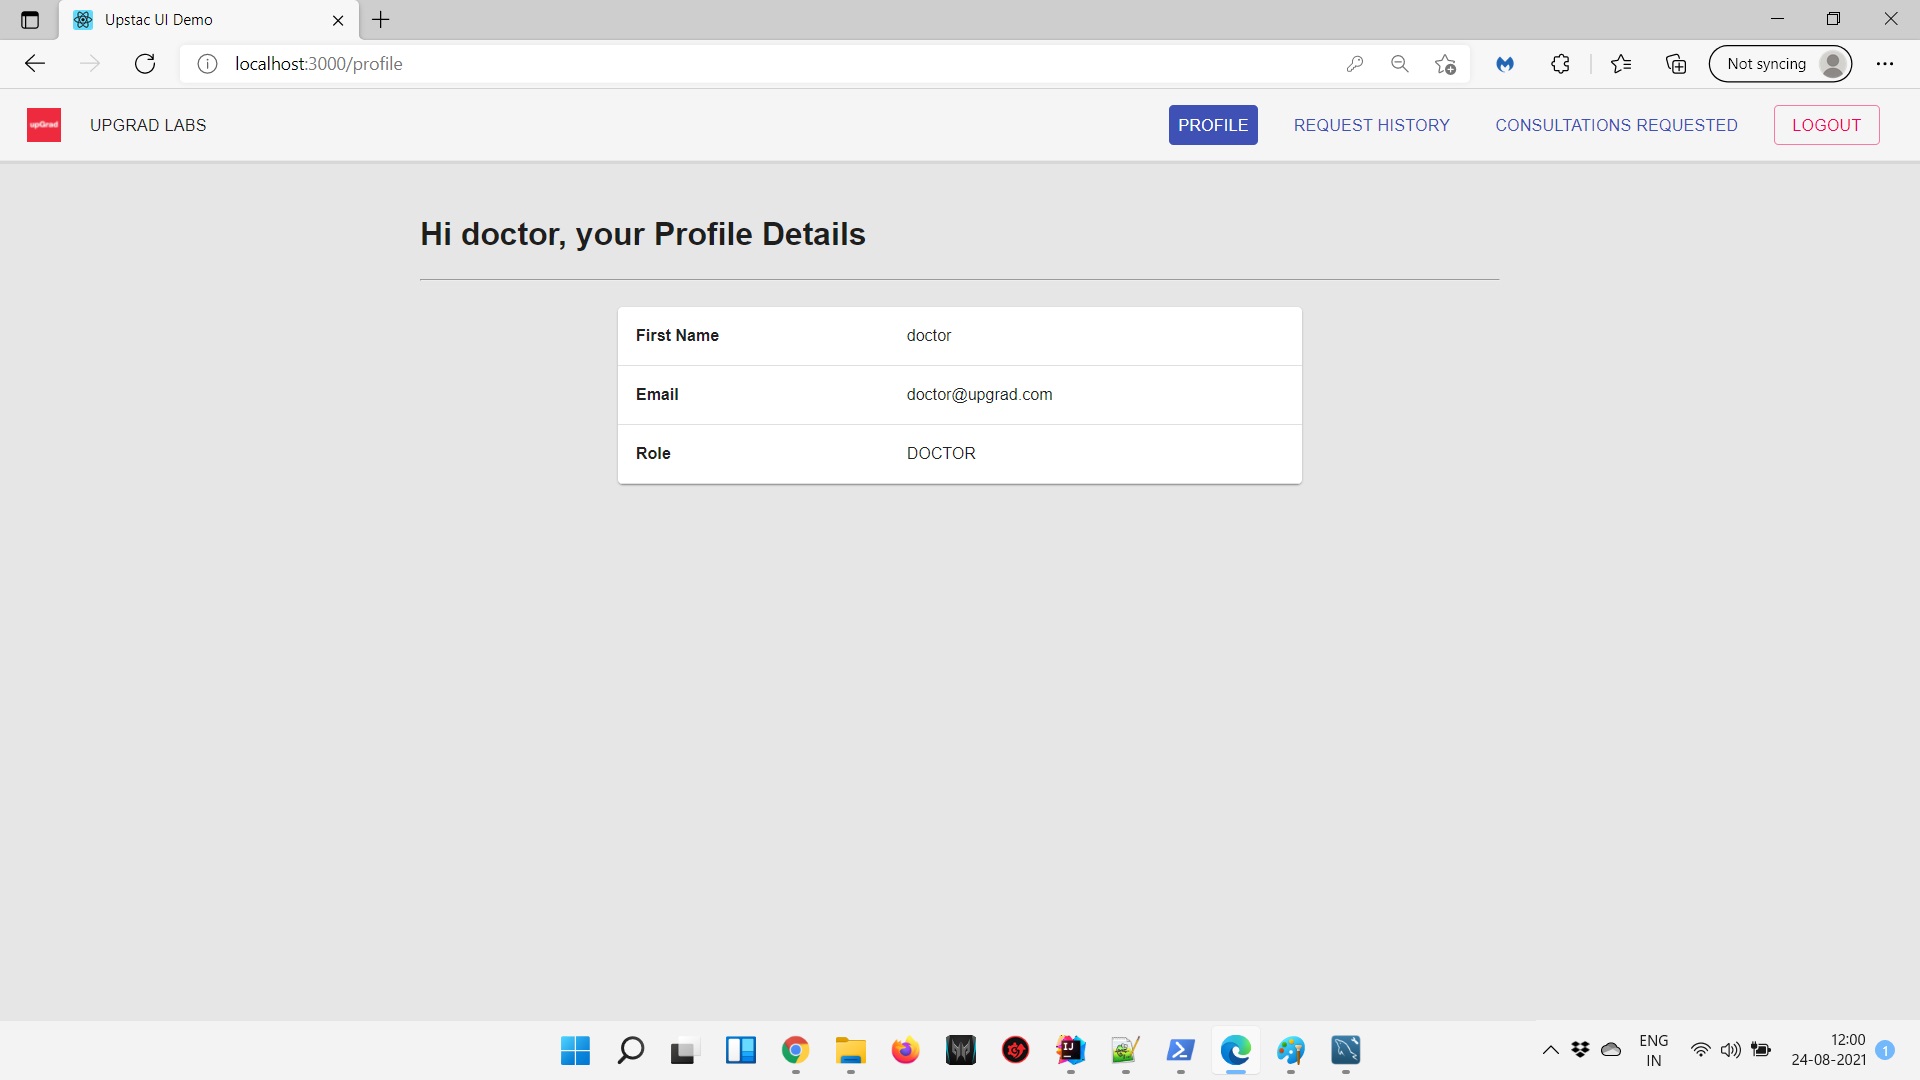 Upstac UI Demo
localhost:3000/profile
Not syncing
upGrad
UPGRAD LABS
PROFILE
REQUEST HISTORY
CONSULTATIONS REQUESTED
LOGOUT
Hi doctor, your Profile Details
First Name doctor
Email doctor@upgrad.com
Role DOCTOR
IJ
ENG
IN
12:00
24-08-2021
1